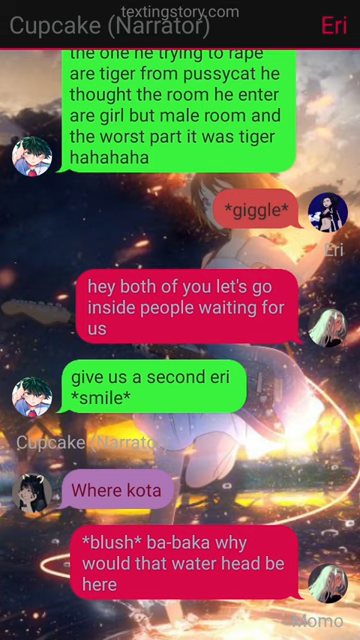 textingstory.com
Cupcake (Narrator)
Eri
the one he trying to rape
are tiger from pussycat he
thought the room he enter
are girl but male room and
the worst part it was tiger
hahahaha
*giggle*
Eri
hey both of you let's go
inside people waiting for
us
give us a second eri
*smile*
Cupcake (Narrator)
Where kota
*blush* ba-baka why
would that water head be
here
Momo